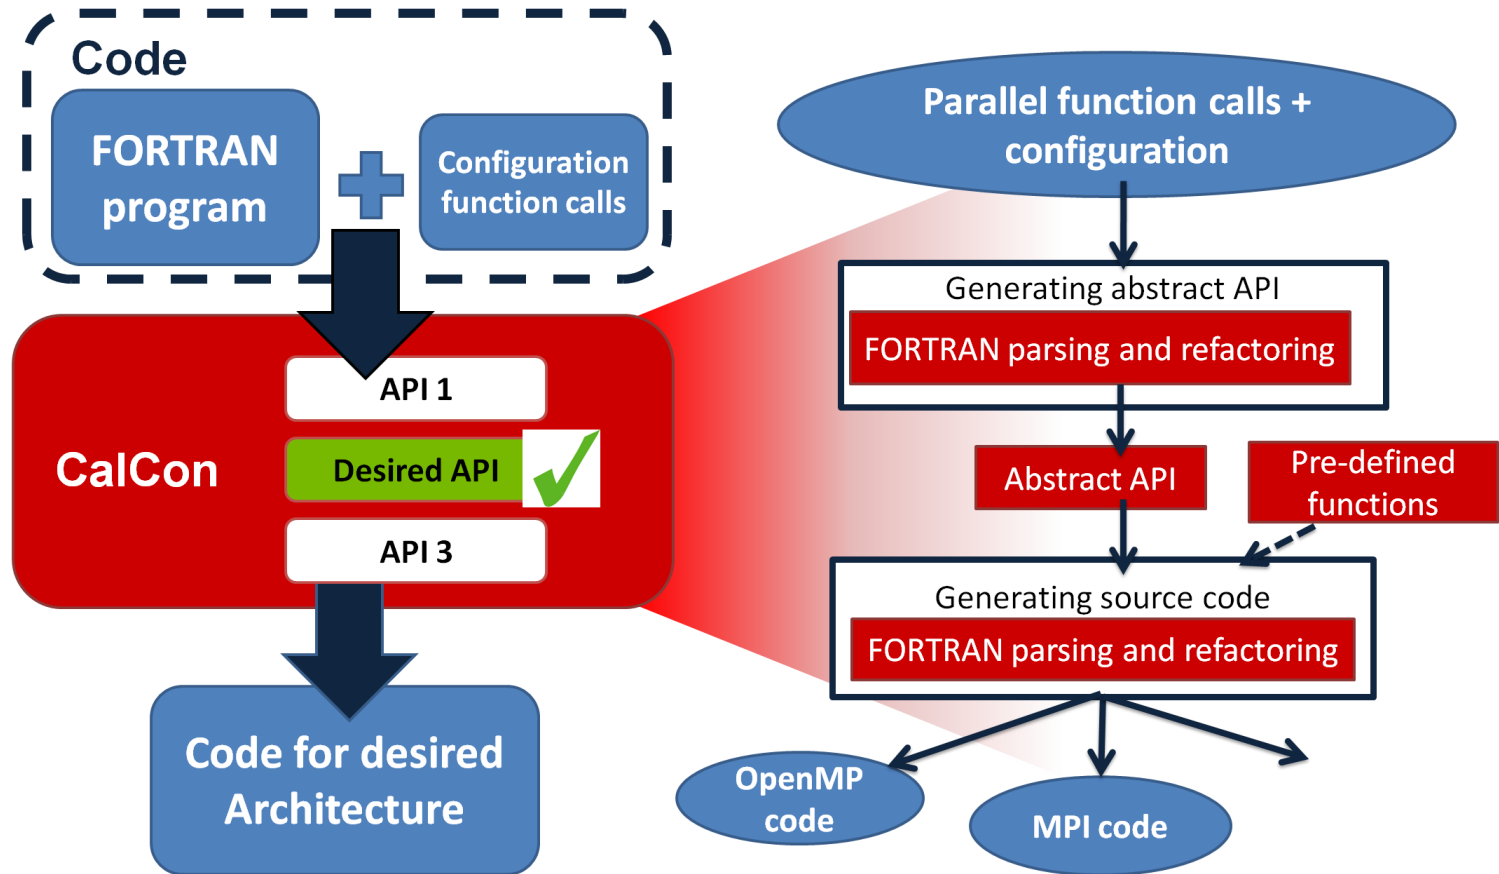 Code
FORTRAN
program
Configuration
function calls
CalCon
API 1
Desired API
API 3
Code for desired
Architecture
Parallel function calls +
configuration
Generating abstract API
FORTRAN parsing and refactoring
Abstract API
Pre-defined
functions
Generating source code
FORTRAN parsing and refactoring
OpenMP
code
MPI code